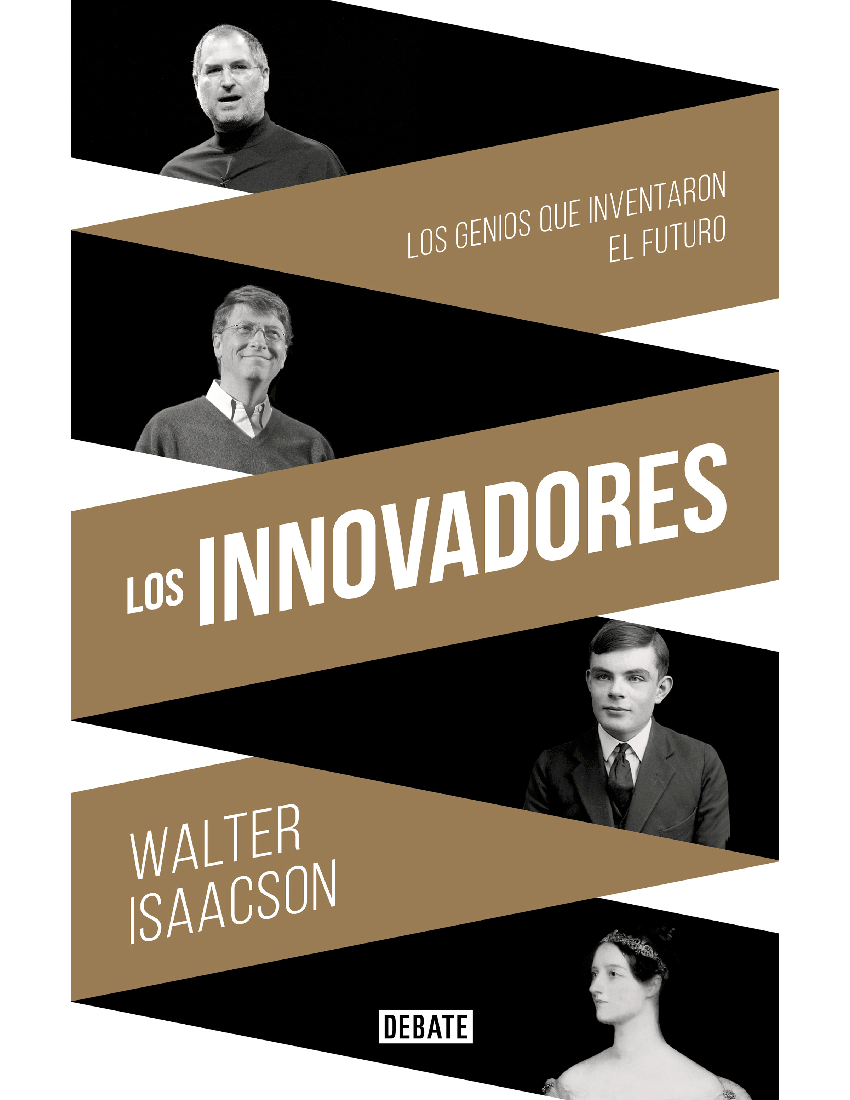 LOS GENIOS QUE INVENTARON
EL FUTURO
LOS INNOVADORES
WALTER
ISAACSON
DEBATE